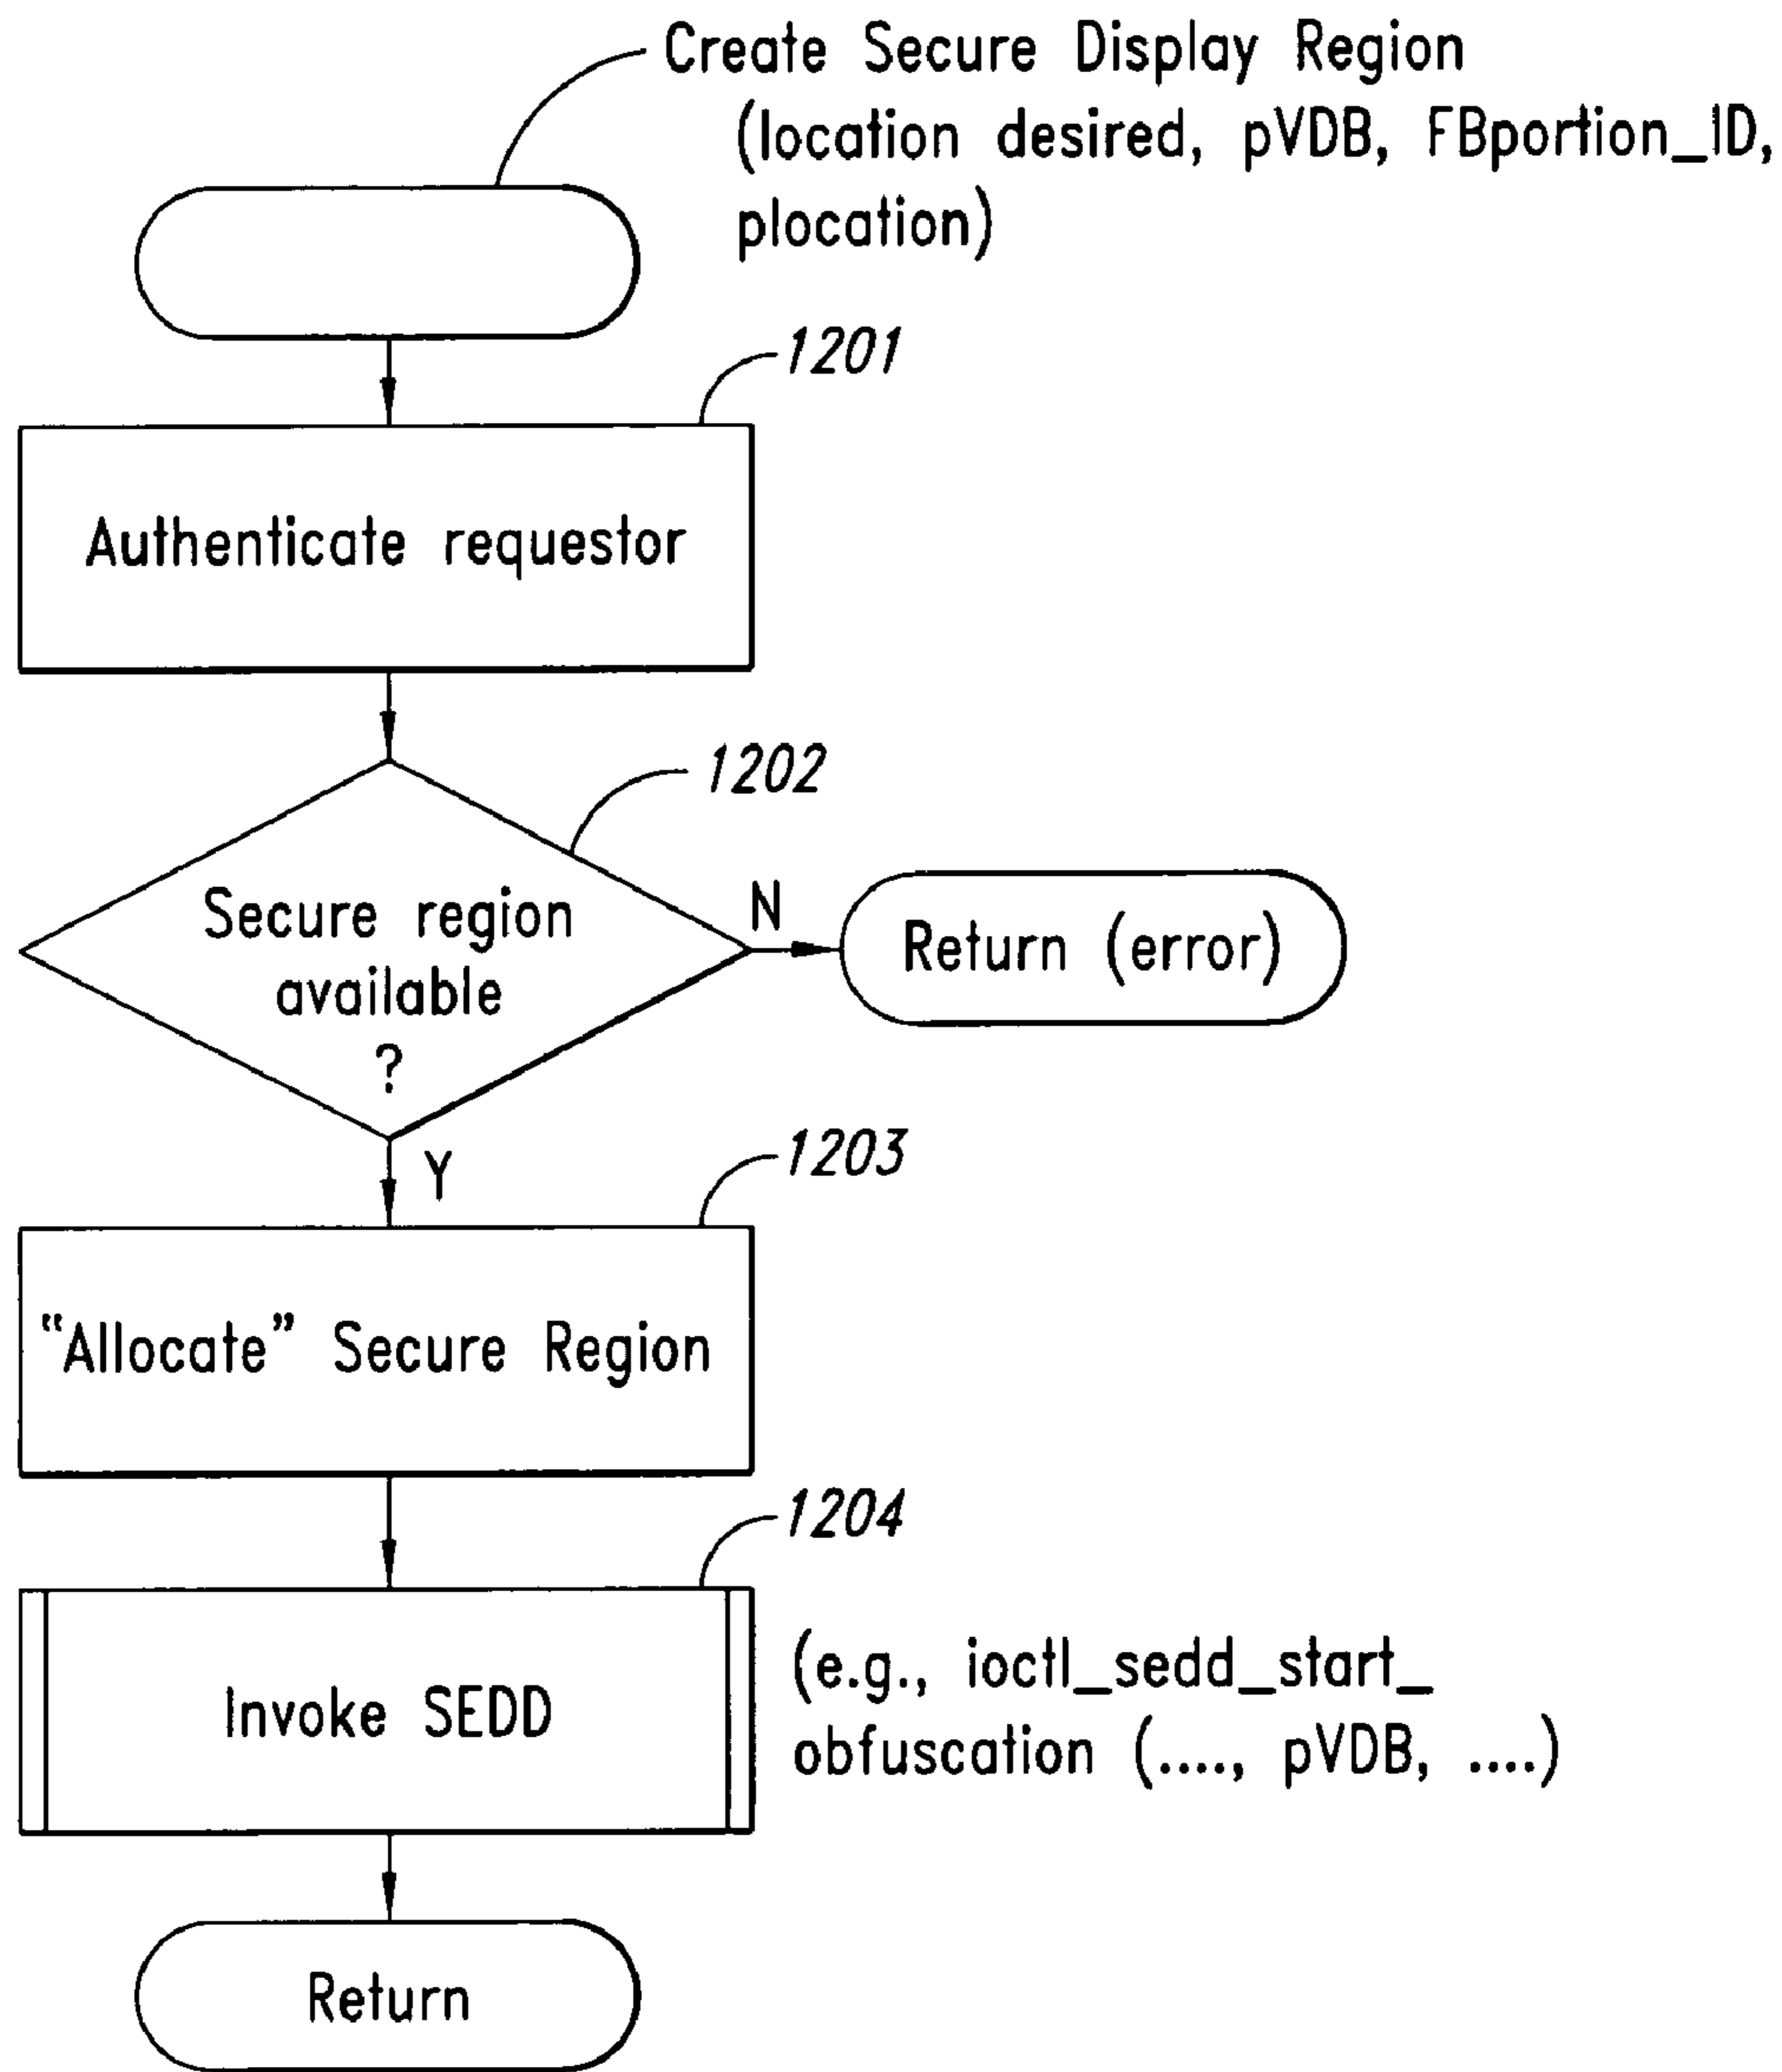 Create Secure Display Region
(location desired, pVDB, FBportion_ID,
plocation)
1201
Authenticate requestor
1202
Secure region
available
?
N
Return (error)
Y
1203
“Allocate” Secure Region
1204
Invoke SEDD
(e.g., ioctl_sedd_start_
obfuscation (...., pVDB, ....)
Return